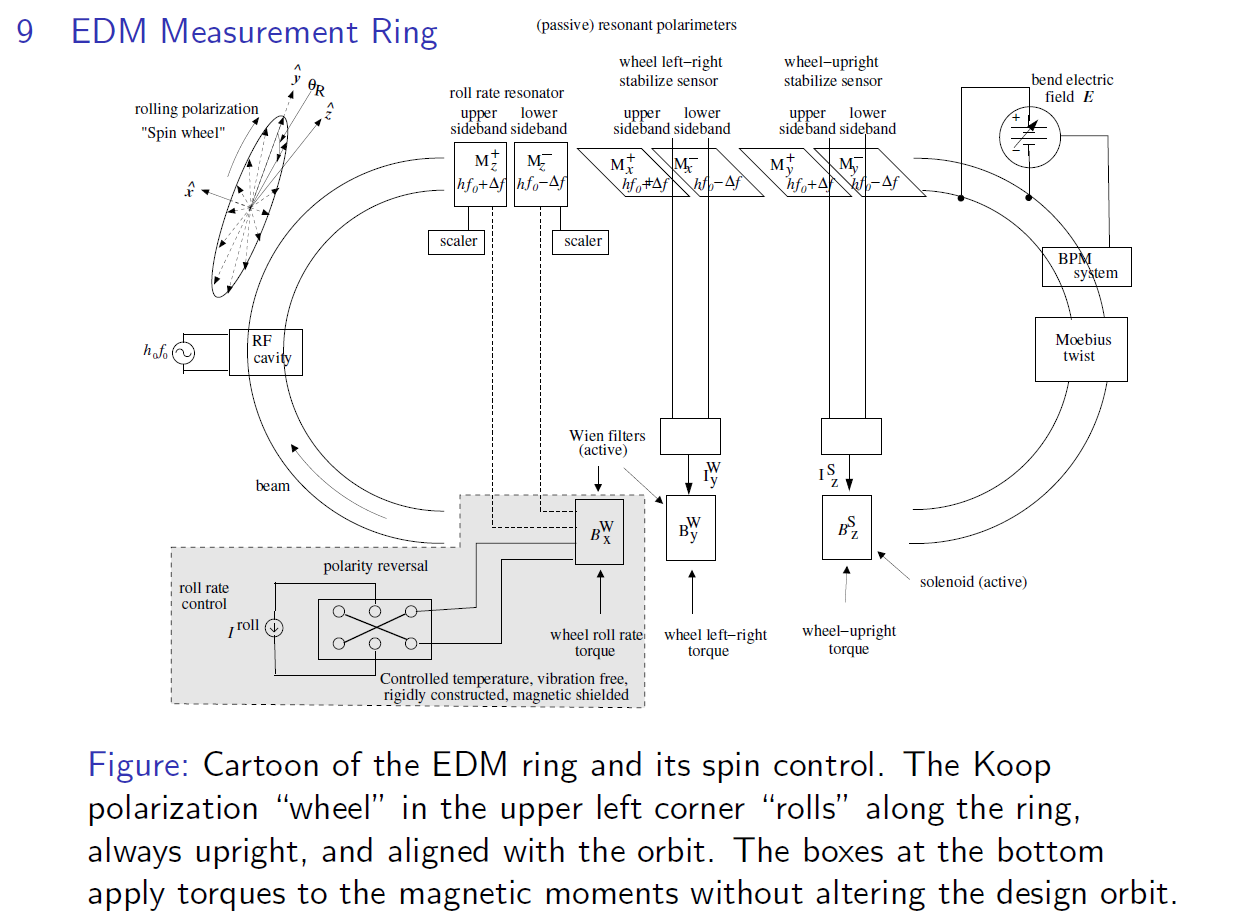 9 EDM Measurement Ring
(passive) resonant polarimeters
wheel left−right
stabilize sensor
wheel−upright
stabilize sensor
bend electric
field E
roll rate resonator
upper
sideband
lower
sideband
upper
sideband
lower
sideband
upper
sideband
lower
sideband
rolling polarization
"Spin wheel"
ŷ
θR
ẑ
x̂
+
−
M+z
hf0+Δf
M−z
hf0−Δf
M+x
hf0+Δf
M−x
hf0−Δf
M+y
hf0+Δf
M−y
hf0−Δf
scaler
scaler
BPM
system
RF
cavity
h0f0
Moebius
twist
Wien filters
(active)
IWy
ISz
beam
BWx
BWy
BSz
polarity reversal
roll rate
control
I roll
solenoid (active)
wheel roll rate
torque
wheel left−right
torque
wheel−upright
torque
Controlled temperature, vibration free,
rigidly constructed, magnetic shielded
Figure: Cartoon of the EDM ring and its spin control. The Koop
polarization “wheel” in the upper left corner “rolls” along the ring,
always upright, and aligned with the orbit. The boxes at the bottom
apply torques to the magnetic moments without altering the design orbit.